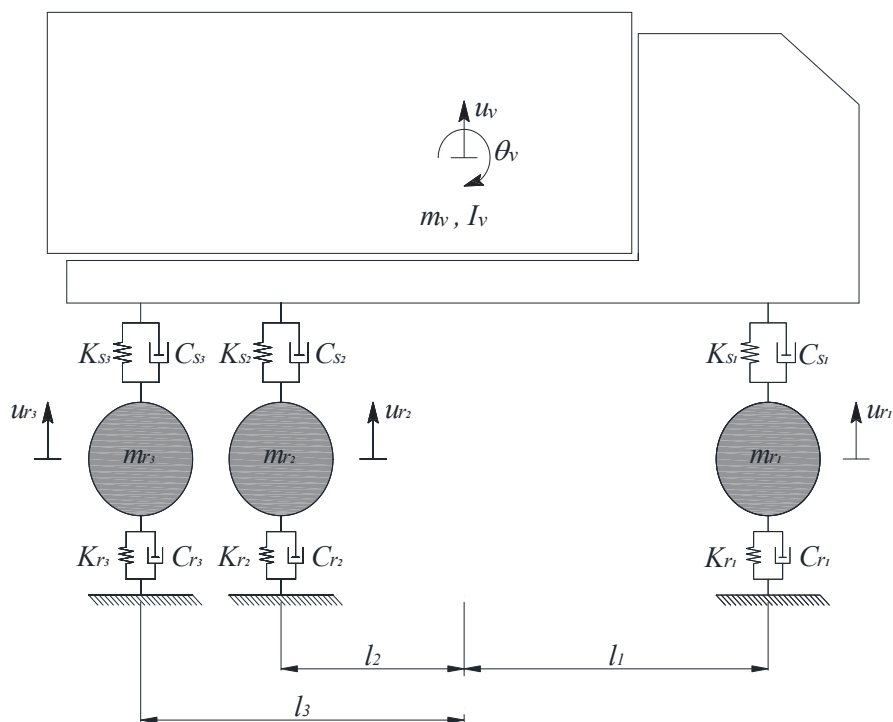 u_v
θ_v
m_v , I_v
K_s3 C_s3 K_s2 C_s2 K_s1 C_s1
u_r3 u_r2 u_r1
m_r3 m_r2 m_r1
K_r3 C_r3 K_r2 C_r2 K_r1 C_r1
l_2 l_1
l_3